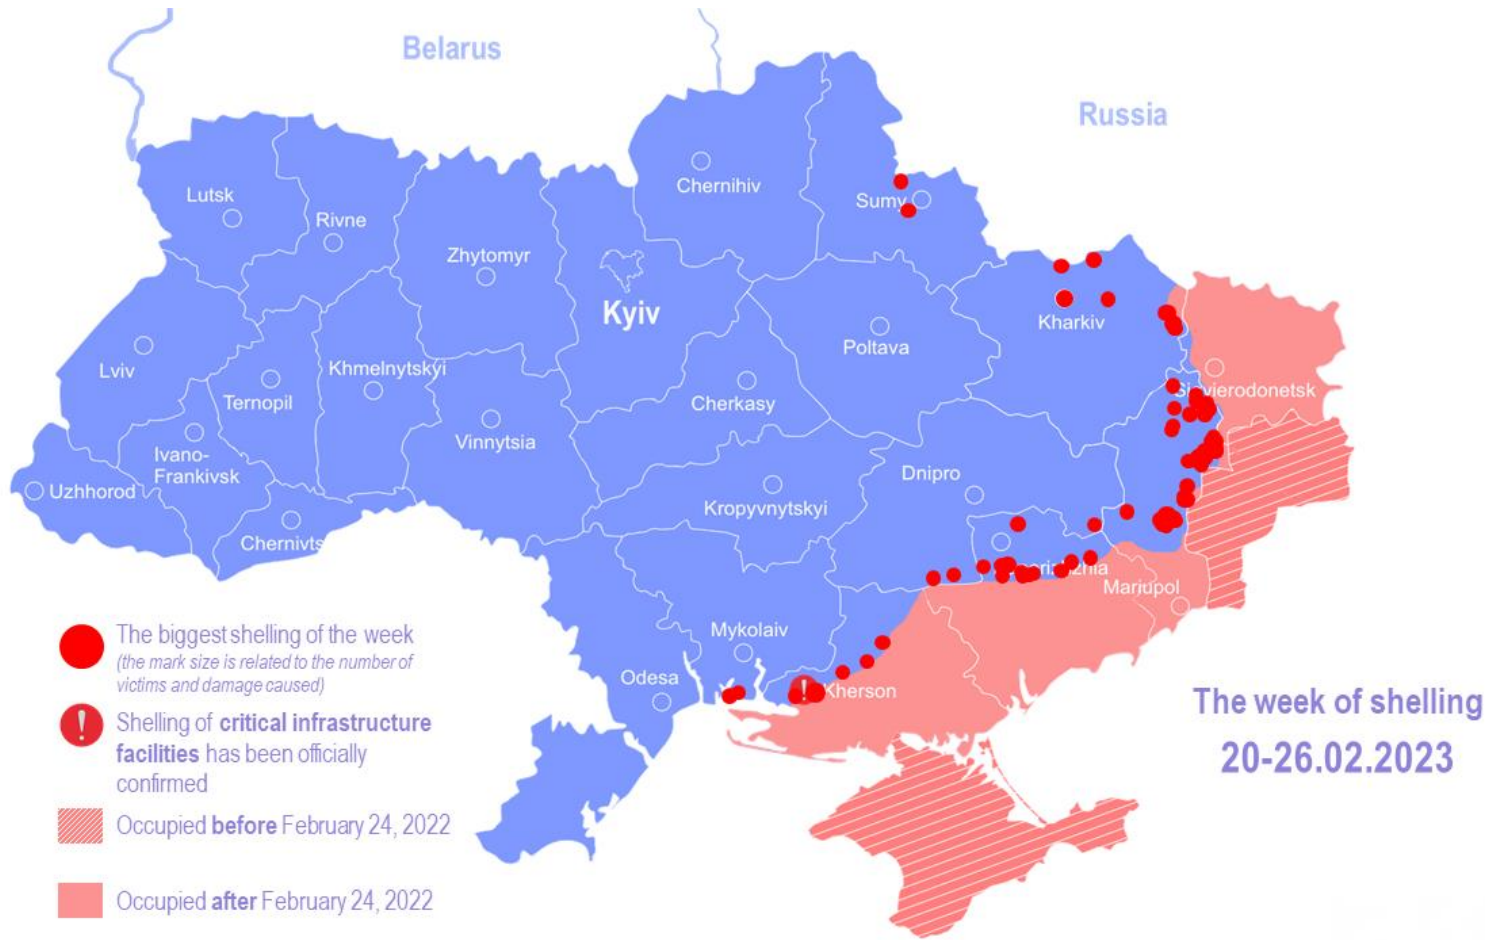 Belarus
Russia
Chernihiv
Lutsk
Sumy
Rivne
Zhytomyr
Kyiv
Kharkiv
Poltava
Lviv
Khmelnytskyi
Ternopil
Cherkasy
Vinnytsia
Ivano-
Frankivsk
Dnipro
Uzhhorod
Kropyvnytskyi
Chernivts
Mariupol
Mykolaiv
Odesa
Kherson
The biggest shelling of the week
(the mark size is related to the number of
victims and damage caused)
!
Shelling of critical infrastructure
facilities has been officially
confirmed
Occupied before February 24, 2022
Occupied after February 24, 2022
The week of shelling
20-26.02.2023